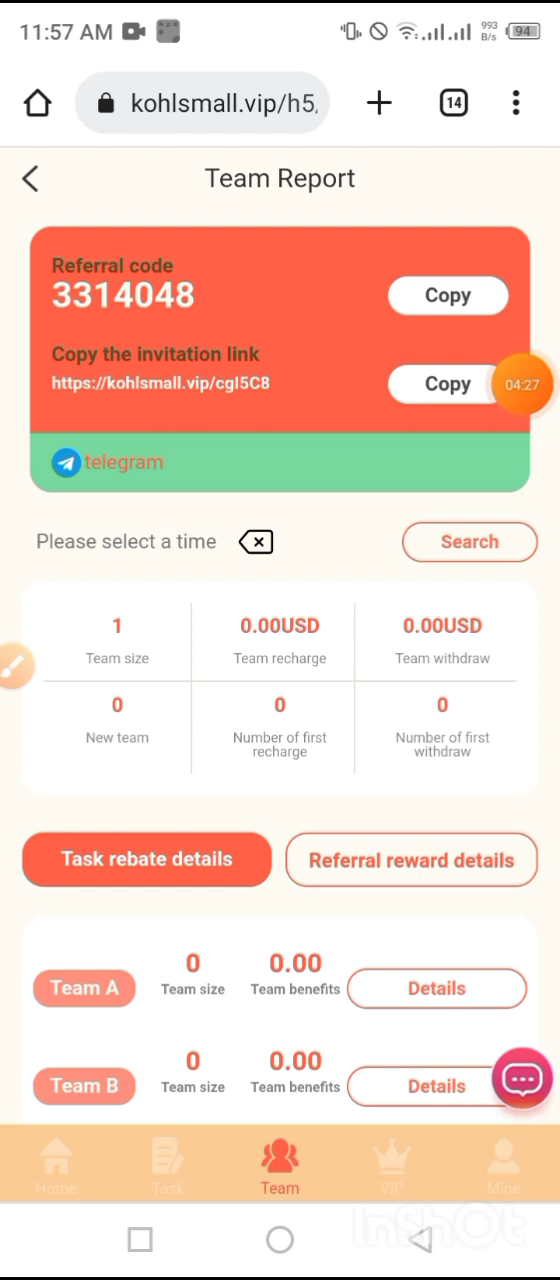 11:57 AM
993
B/s
94
kohlsmall.vip/h5,
14
Team Report
Referral code
3314048
Copy
Copy the invitation link
https://kohlsmall.vip/cgI5C8
Copy
04:27
telegram
Please select a time
Search
1
0.00USD
0.00USD
Team size
Team recharge
Team withdraw
0
0
0
New team
Number of first
recharge
Number of first
withdraw
Task rebate details
Referral reward details
Team A
0
Team size
0.00
Team benefits
Details
Team B
0
Team size
0.00
Team benefits
Details
Home
Task
Team
VIP
Mine
InShOt